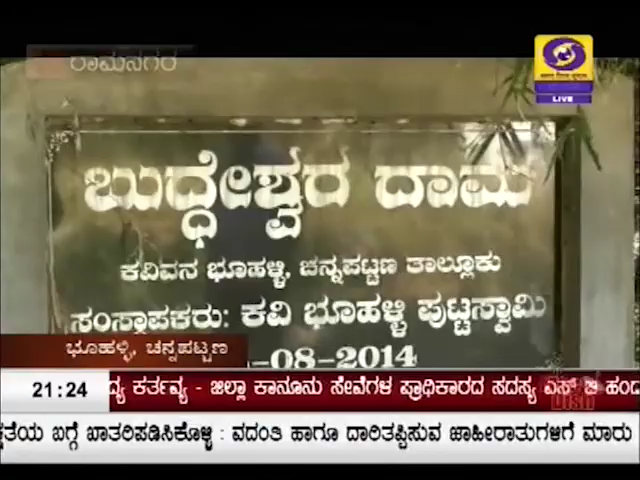 ರಾಮನಗರ
LIVE
ಬುದ್ಧೇಶ್ವರ ದಾಮ
ಕವಿವನ ಭೂಹಳ್ಳಿ, ಚನ್ನಪಟ್ಟಣ ತಾಲ್ಲೂಕು
ಸಂಸ್ಥಾಪಕರು: ಕವಿ ಭೂಹಳ್ಳಿ ಪುಟ್ಟಸ್ವಾಮಿ
-08-2014
ಭೂಹಳ್ಳಿ, ಚನ್ನಪಟ್ಟಣ
21:24
ದ್ಯ ಕರ್ತವ್ಯ - ಜಿಲ್ಲಾ ಕಾನೂನು ಸೇವೆಗಳ ಪ್ರಾಧಿಕಾರದ ಸದಸ್ಯ ಎಸ್
ಕ್ಷತೆಯ ಬಗ್ಗೆ ಖಾತರಿಪಡಿಸಿಕೊಳ್ಳಿ : ವದಂತಿ ಹಾಗೂ ದಾರಿತಪ್ಪಿಸುವ ಜಾಹೀರಾತುಗಳಿಗೆ ಮಾರು